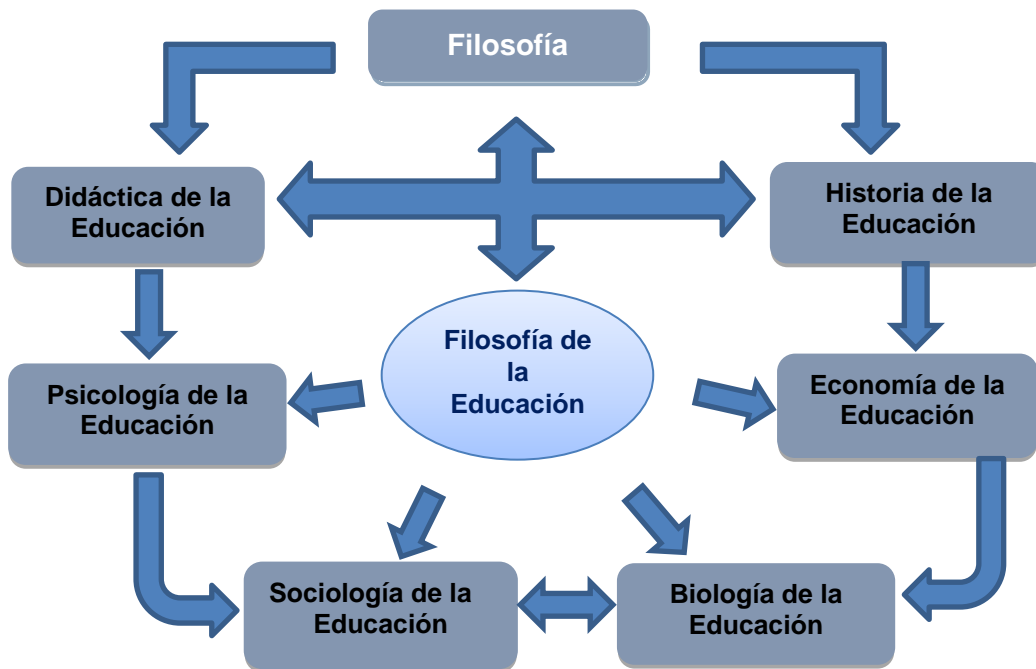 Filosofía
Didáctica de la
Educación
Historia de la
Educación
Filosofía de
la
Educación
Psicología de la
Educación
Economía de la
Educación
Sociología de la
Educación
Biología de la
Educación